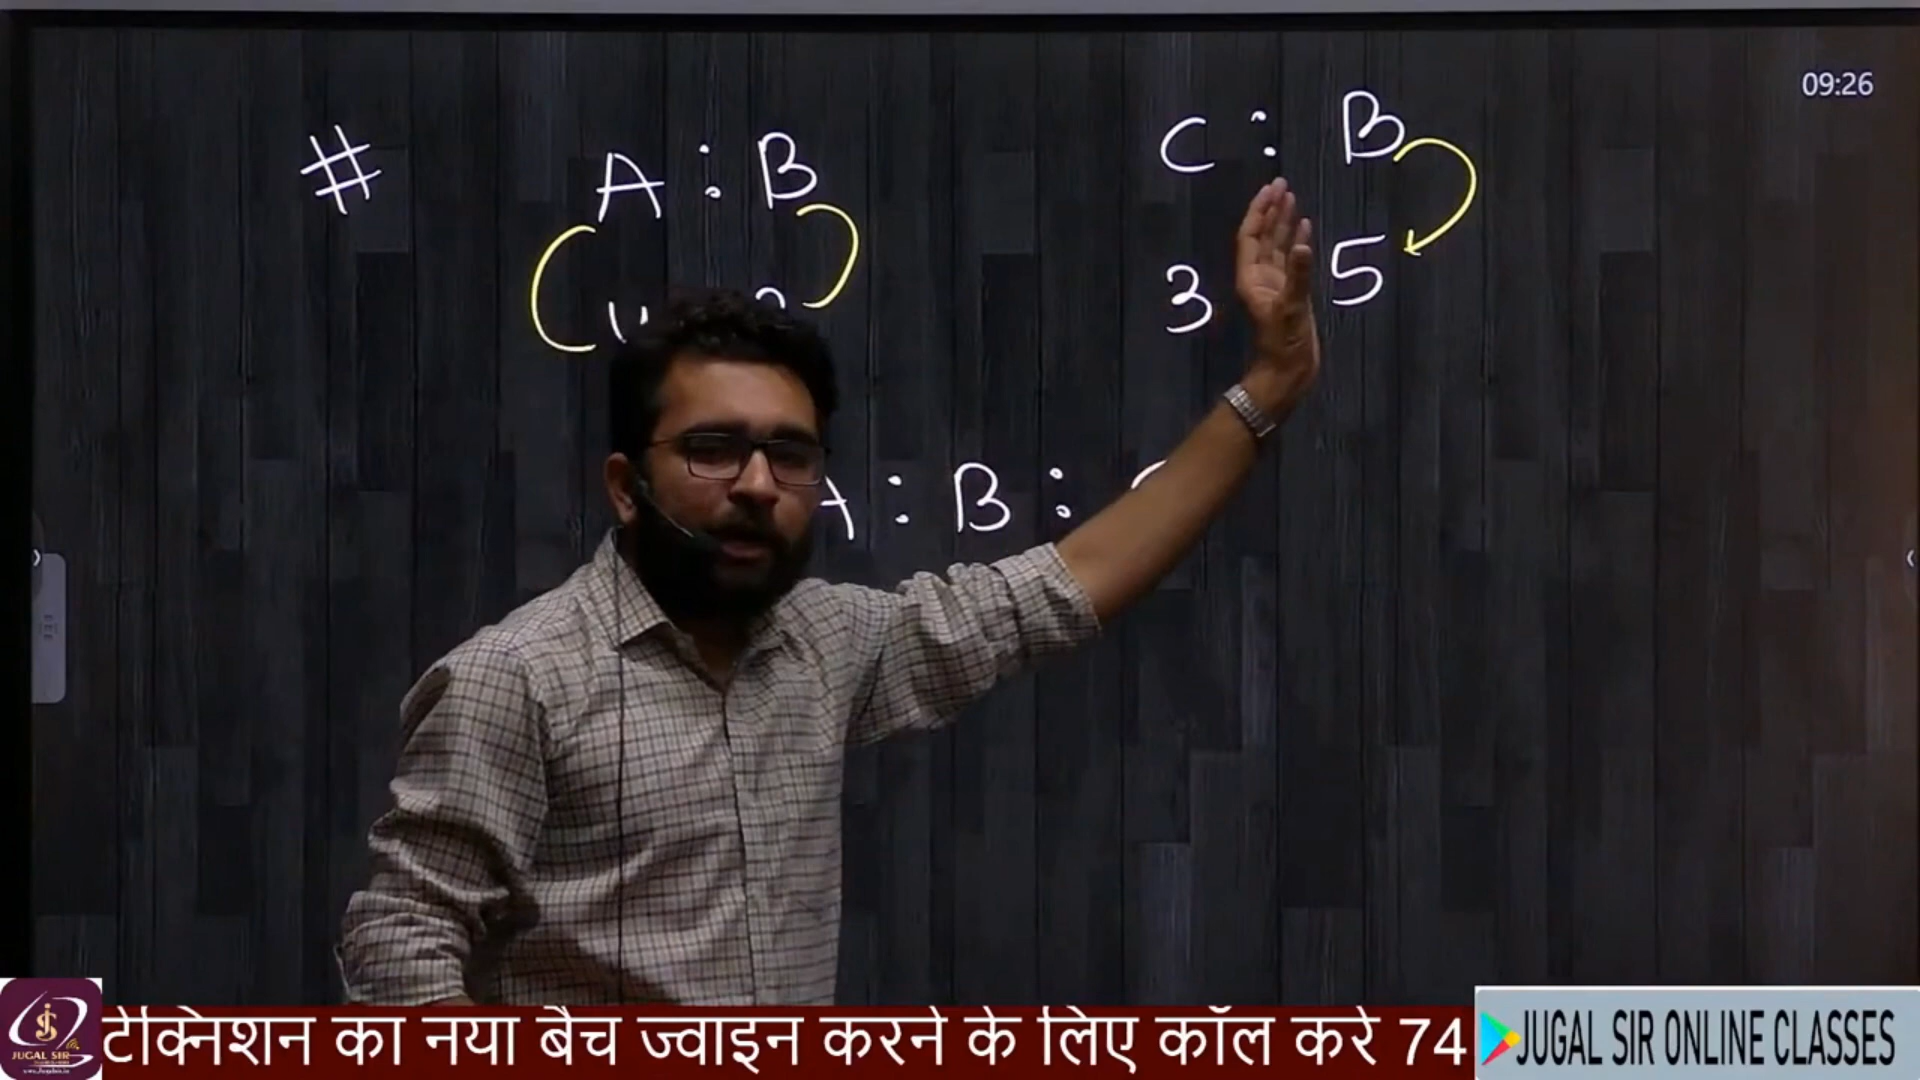 09:26
# A : B
C : B
3 5
A : B :
टेक्निशन का नया बैच ज्वाइन करने के लिए कॉल करे 74
JUGAL SIR
JUGAL SIR ONLINE CLASSES